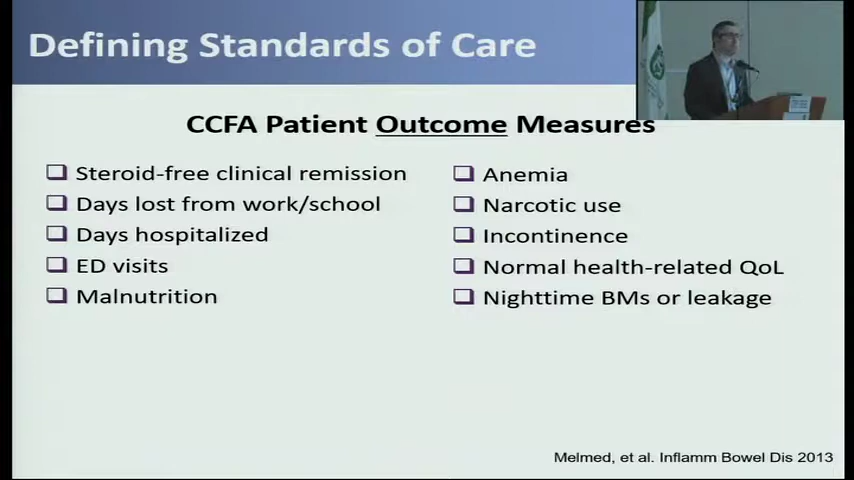 Defining Standards of Care
CCFA Patient Outcome Measures
Steroid-free clinical remission
Days lost from work/school
Days hospitalized
ED visits
Malnutrition
Anemia
Narcotic use
Incontinence
Normal health-related QoL
Nighttime BMs or leakage
Melmed, et al. Inflamm Bowel Dis 2013